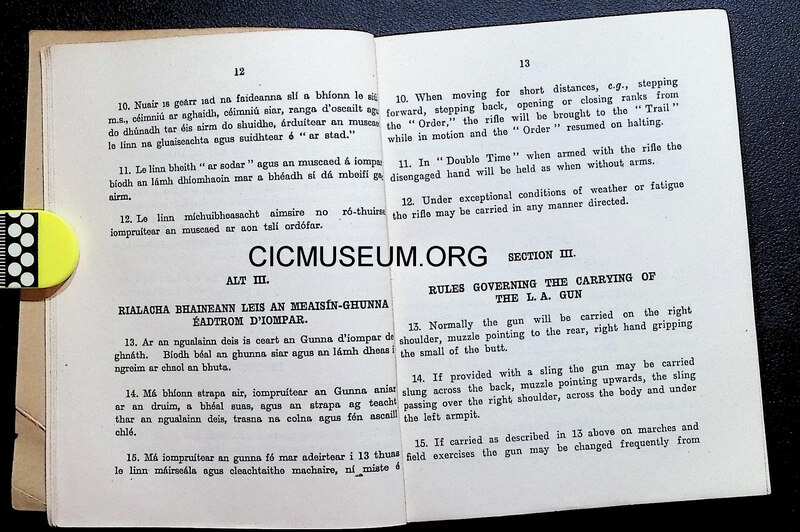 12
10. Nuair is geárr iad na faideanna slí a bhíonn le siúl,
m.s., céimniú ar aghaidh, céimniú siar, ranga d'oscailt agus
do dhúnadh tar éis airm do shuidhe, árduítear an muscaed
le linn na gluaiseachta agus suidhtear é “ ar stad.”
11. Le linn bheith “ ar sodar ” agus an muscaed á iompar
bíodh an lámh dhíomhaoin mar a bhéadh sí dá mbeifí gan
airm.
12. Le linn míchuibheasacht aimsire no ró-thuirse,
iompruítear an muscaed ar aon tslí ordófar.
ALT III.
RIALACHA BHAINEANN LEIS AN MEAISÍN-GHUNNA
ÉADTROM D'IOMPAR.
13. Ar an ngualainn deis is ceart an Gunna d'iompar de
ghnáth. Bíodh béal an ghunna siar agus an lámh dheas i
ngreim ar chaol an bhuta.
14. Má bhíonn strapa air, iompruítear an Gunna aniar
ar an druim, a bhéal suas, agus an strapa ag teacht
thar an ngualainn deis, trasna na colna agus fén ascaill
chlé.
15. Má iompruítear an gunna fé mar adeirtear i 13 thuas
le linn máirseála agus cleachtaithe machaire, ní miste é
13
10. When moving for short distances, e.g., stepping
forward, stepping back, opening or closing ranks from
the “ Order,” the rifle will be brought to the “ Trail ”
while in motion and the “ Order ” resumed on halting.
11. In “ Double Time ” when armed with the rifle the
disengaged hand will be held as when without arms.
12. Under exceptional conditions of weather or fatigue
the rifle may be carried in any manner directed.
SECTION III.
RULES GOVERNING THE CARRYING OF
THE L. A. GUN
13. Normally the gun will be carried on the right
shoulder, muzzle pointing to the rear, right hand gripping
the small of the butt.
14. If provided with a sling the gun may be carried
slung across the back, muzzle pointing upwards, the sling
passing over the right shoulder, across the body and under
the left armpit.
15. If carried as described in 13 above on marches and
field exercises the gun may be changed frequently from
CICMUSEUM.ORG